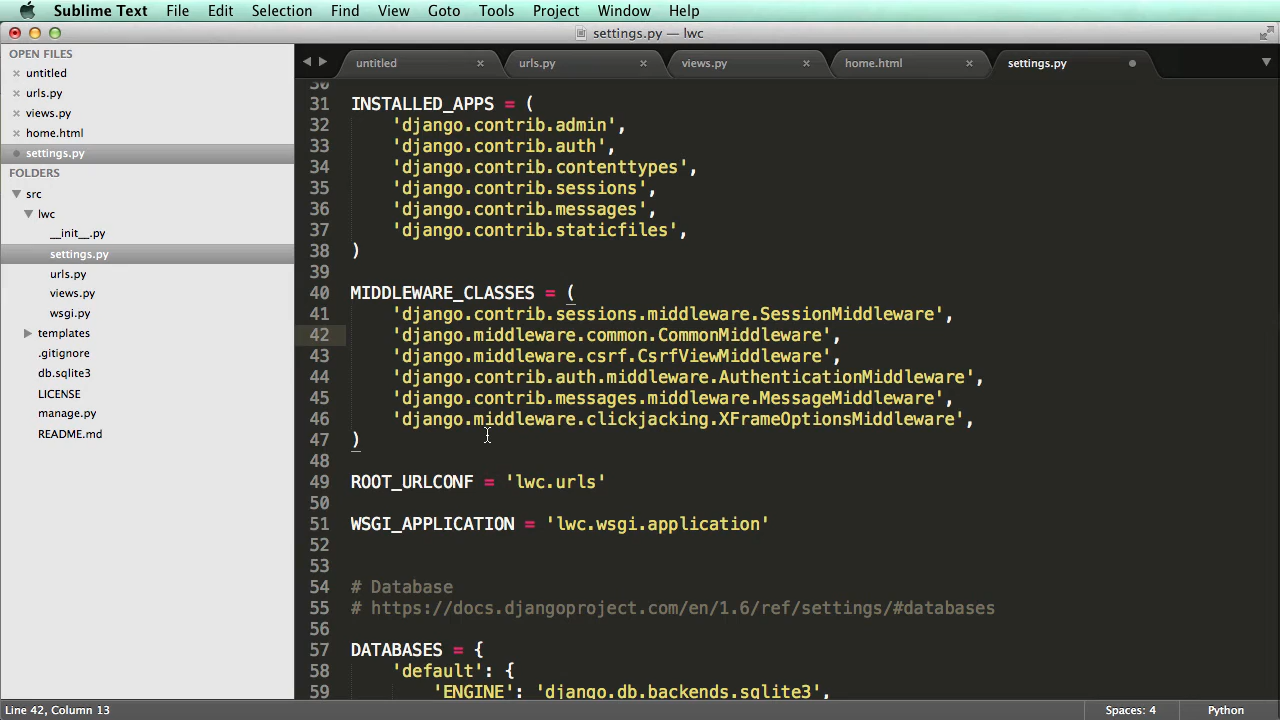 Sublime Text File Edit Selection Find View Goto Tools Project Window Help
settings.py — lwc
OPEN FILES
untitled
urls.py
views.py
home.html
settings.py
FOLDERS
src
lwc
__init__.py
settings.py
urls.py
views.py
wsgi.py
templates
.gitignore
db.sqlite3
LICENSE
manage.py
README.md
untitled urls.py views.py home.html settings.py
30
31 INSTALLED_APPS = (
32     'django.contrib.admin',
33     'django.contrib.auth',
34     'django.contrib.contenttypes',
35     'django.contrib.sessions',
36     'django.contrib.messages',
37     'django.contrib.staticfiles',
38 )
39
40 MIDDLEWARE_CLASSES = (
41     'django.contrib.sessions.middleware.SessionMiddleware',
42     'django.middleware.common.CommonMiddleware',
43     'django.middleware.csrf.CsrfViewMiddleware',
44     'django.contrib.auth.middleware.AuthenticationMiddleware',
45     'django.contrib.messages.middleware.MessageMiddleware',
46     'django.middleware.clickjacking.XFrameOptionsMiddleware',
47 )
48
49 ROOT_URLCONF = 'lwc.urls'
50
51 WSGI_APPLICATION = 'lwc.wsgi.application'
52
53
54 # Database
55 # https://docs.djangoproject.com/en/1.6/ref/settings/#databases
56
57 DATABASES = {
58     'default': {
59         'ENGINE': 'django.db.backends.sqlite3',
Line 42, Column 13 Spaces: 4 Python